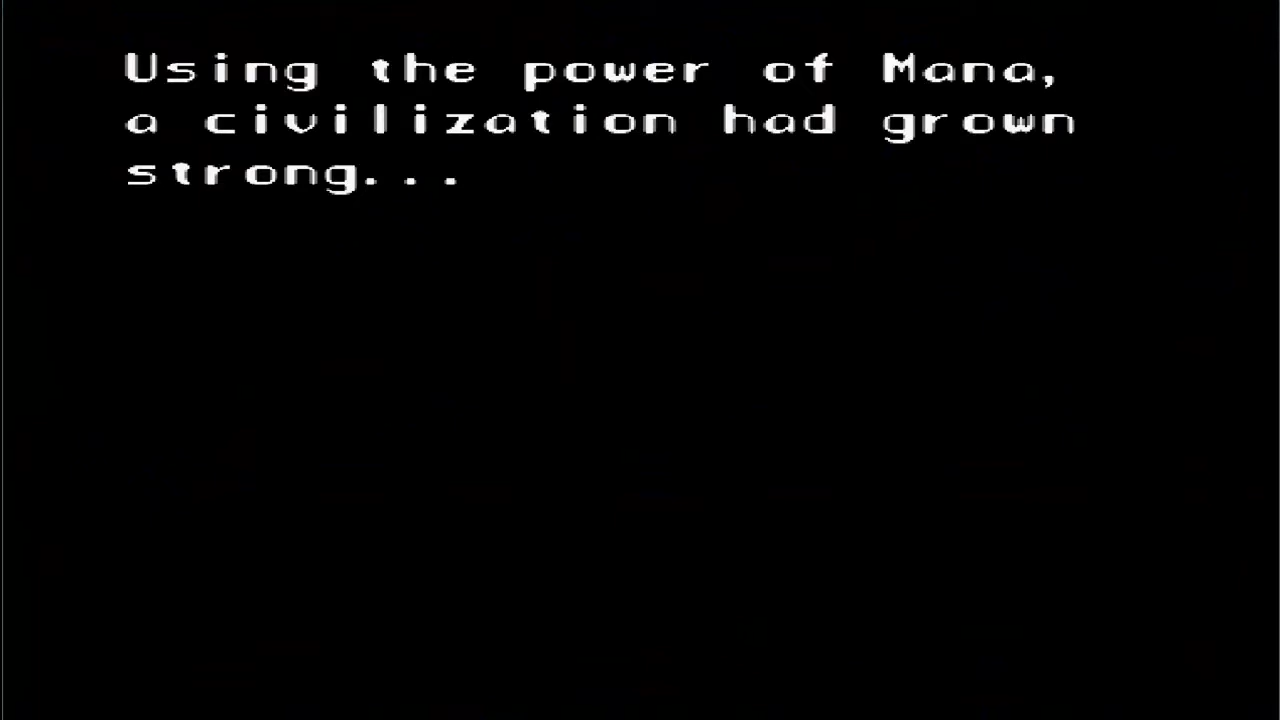 Using the power of Mana,
a civilization had grown
strong...